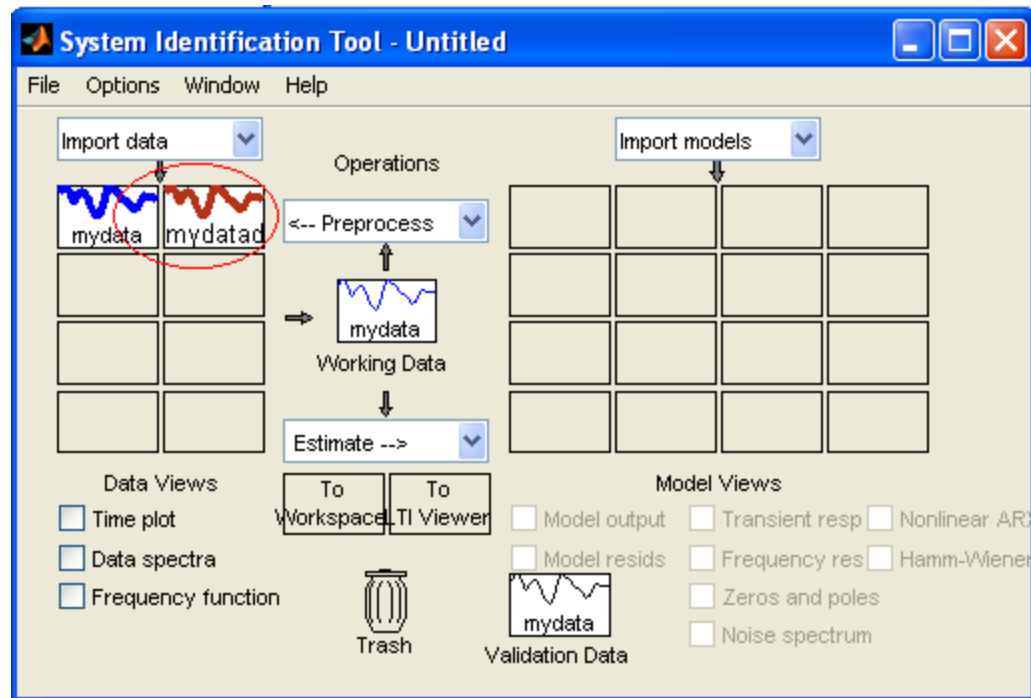 System Identification Tool - Untitled
File Options Window Help
Import data
Import models
Operations
mydata
mydatad
<-- Preprocess
mydata
Working Data
Estimate -->
Data Views
To Workspace
To LTI Viewer
Model Views
Time plot
Model output
Transient resp
Nonlinear ARX
Data spectra
Model resids
Frequency res
Hamm-Wiener
Frequency function
Zeros and poles
Trash
mydata
Noise spectrum
Validation Data